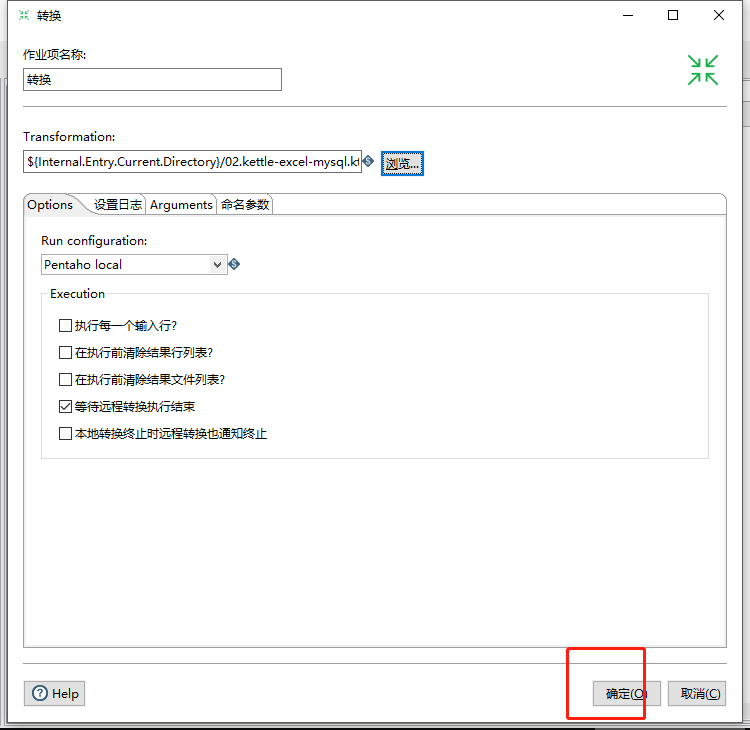 转换
作业项名称:
转换
Transformation:
${Internal.Entry.Current.Directory}/02.kettle-excel-mysql.kt
浏览...
Options 设置日志 Arguments 命名参数
Run configuration:
Pentaho local
Execution
执行每一个输入行?
在执行前清除结果行列表?
在执行前清除结果文件列表?
等待远程转换执行结束
本地转换终止时远程转换也通知终止
Help 确定(O) 取消(C)